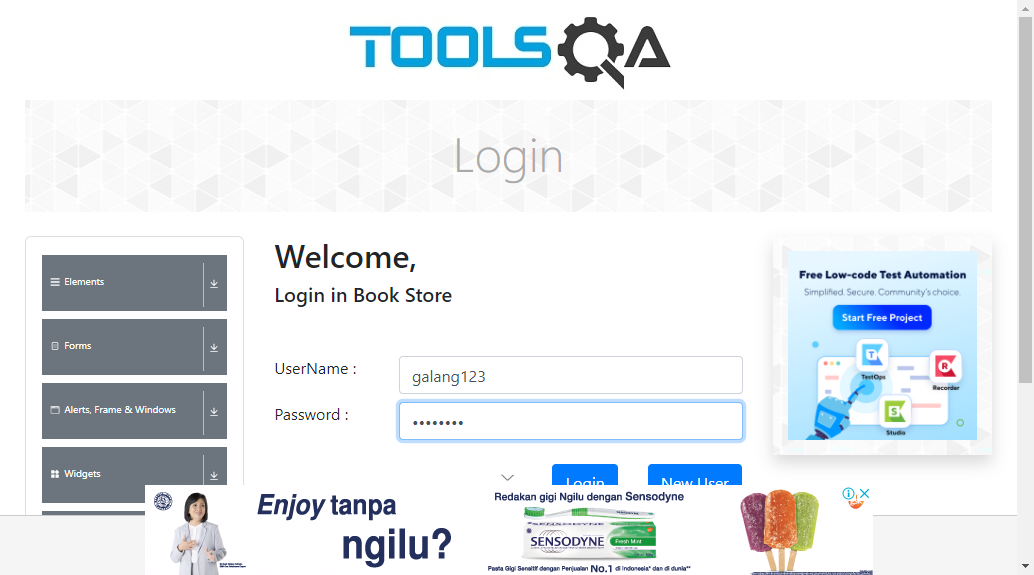 TOOLSQA
Login
Elements
Forms
Alerts, Frame & Windows
Widgets
Welcome,
Login in Book Store
UserName :
galang123
Password :
••••••••
Login
New User
Free Low-code Test Automation
Simplified. Secure. Community's choice.
Start Free Project
TestOps
Recorder
Studio
Enjoy tanpa
ngilu?
Redakan gigi Ngilu dengan Sensodyne
SENSODYNE
Fresh Mint
Pasta Gigi Sensitif dengan Penjualan No.1 di Indonesia* dan di dunia**